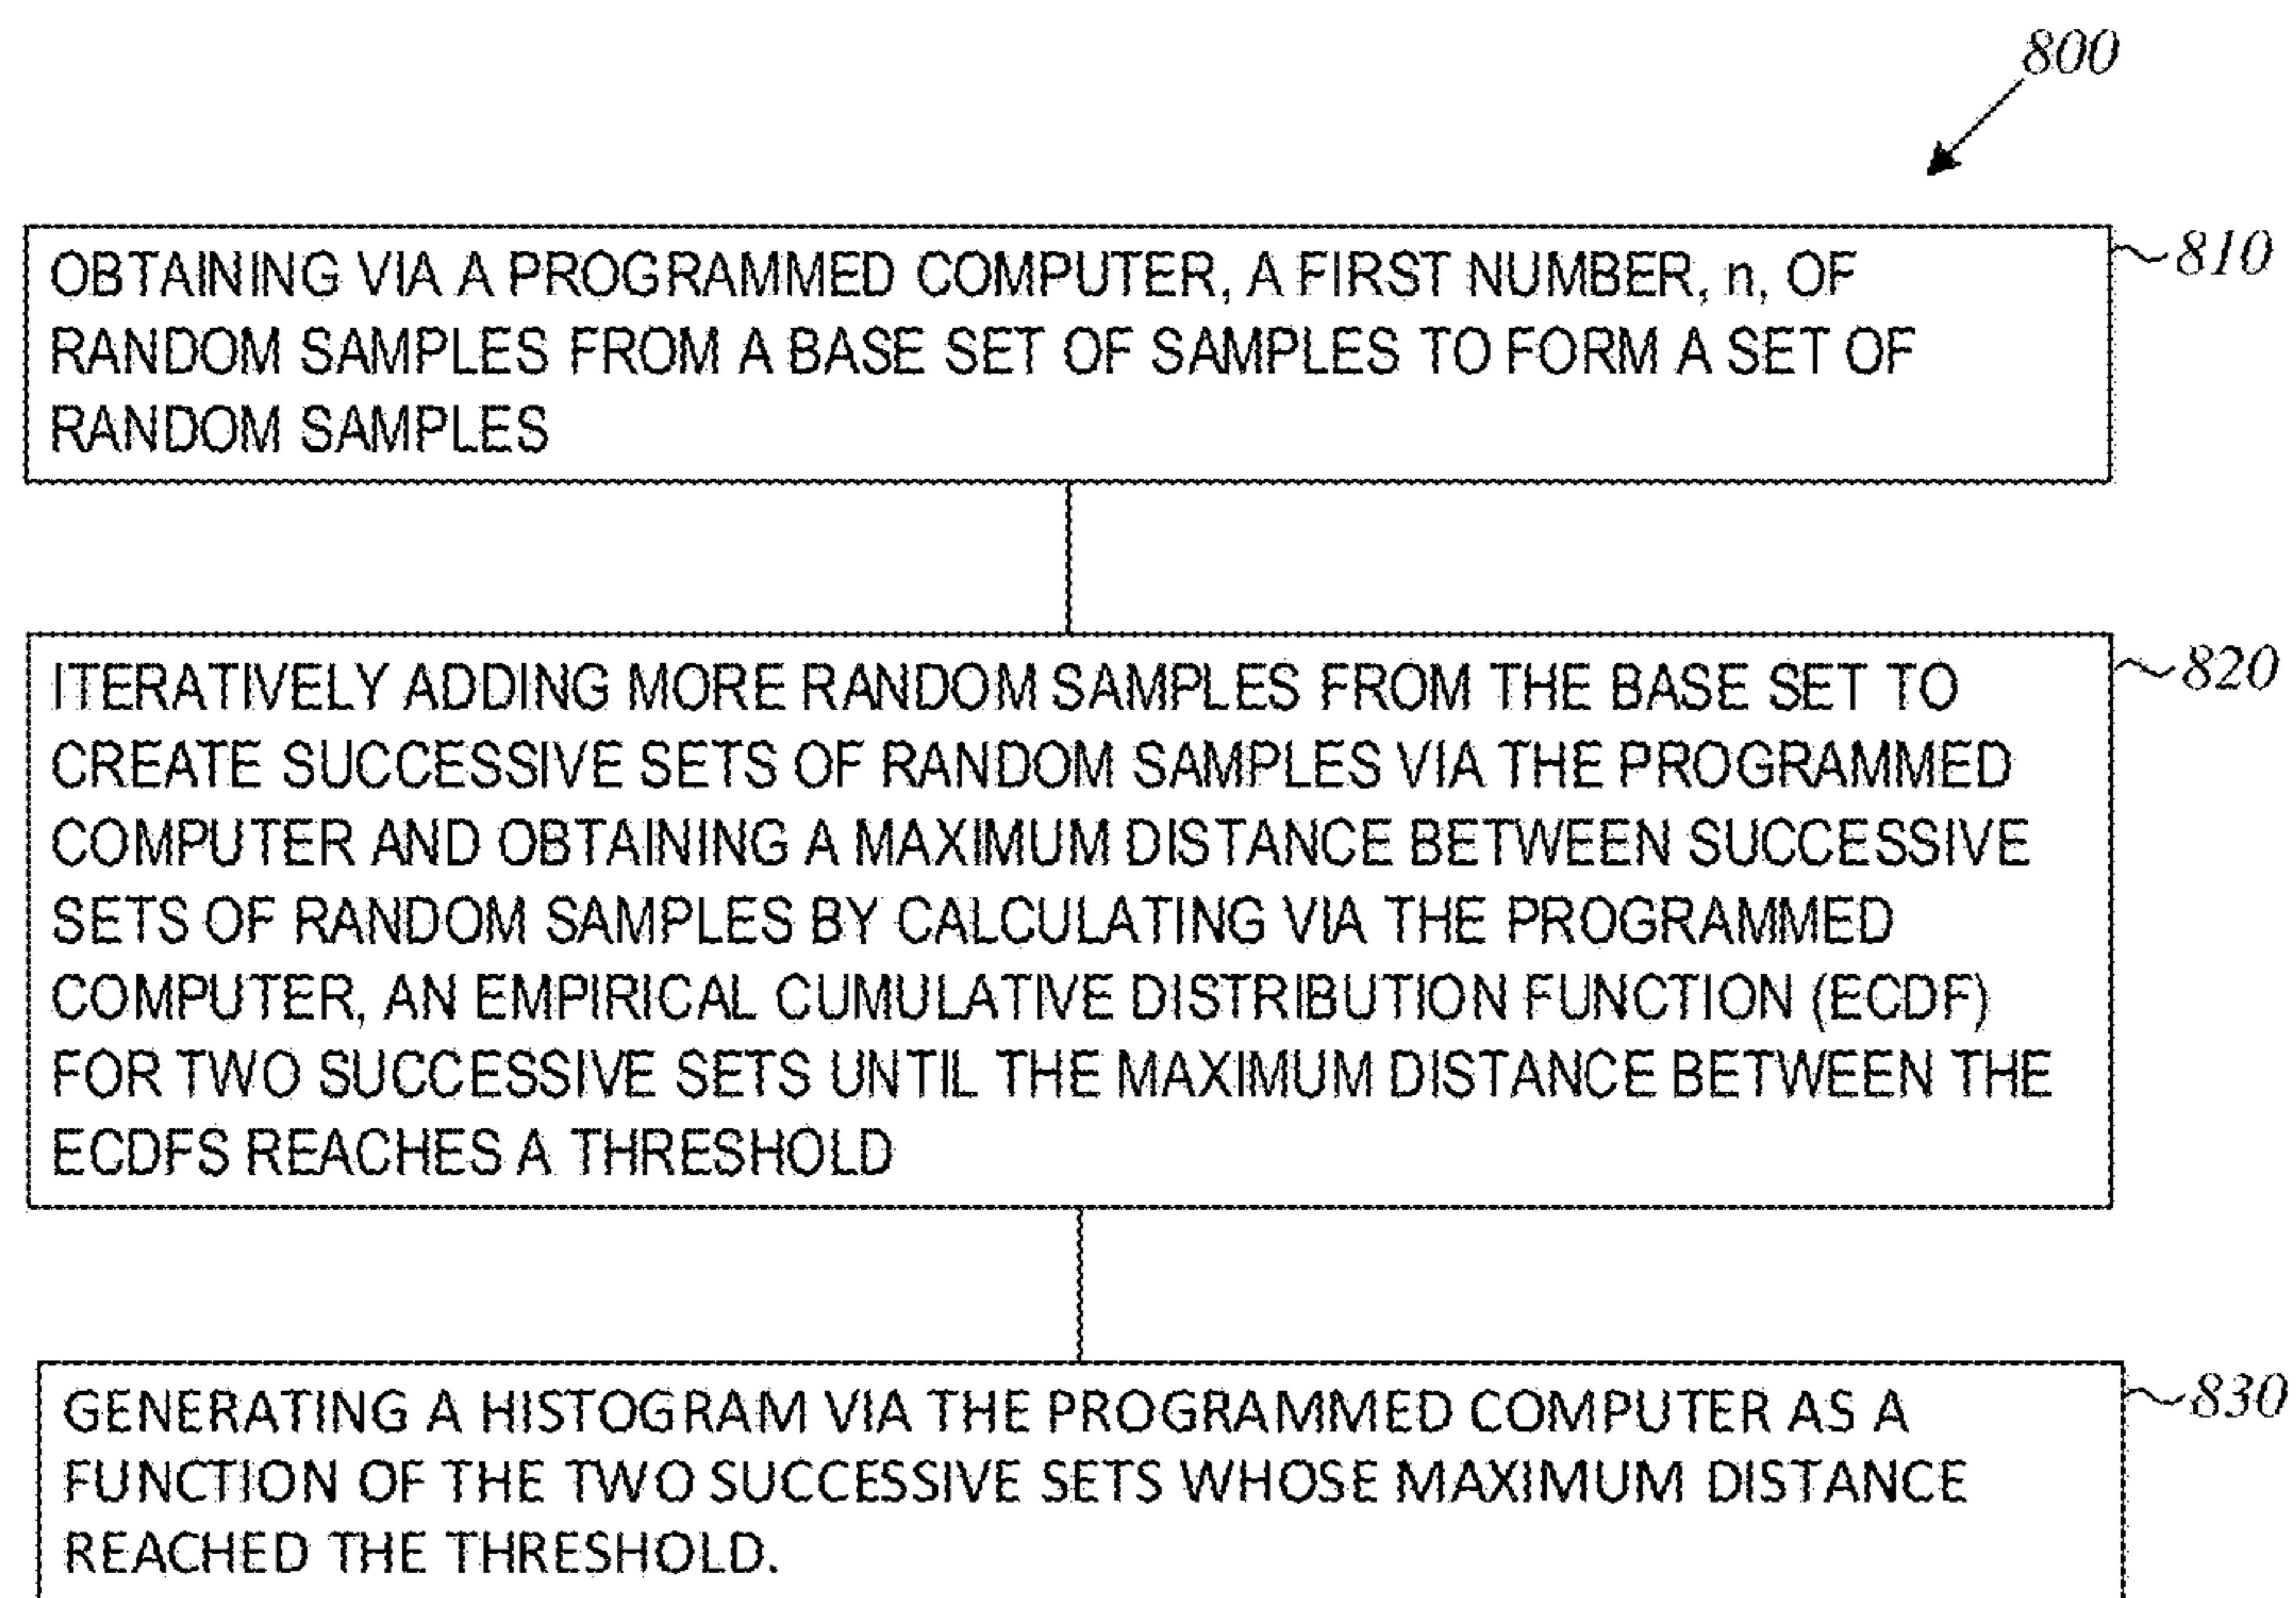 800
OBTAINING VIA A PROGRAMMED COMPUTER, A FIRST NUMBER, n, OF
RANDOM SAMPLES FROM A BASE SET OF SAMPLES TO FORM A SET OF
RANDOM SAMPLES
810
ITERATIVELY ADDING MORE RANDOM SAMPLES FROM THE BASE SET TO
CREATE SUCCESSIVE SETS OF RANDOM SAMPLES VIA THE PROGRAMMED
COMPUTER AND OBTAINING A MAXIMUM DISTANCE BETWEEN SUCCESSIVE
SETS OF RANDOM SAMPLES BY CALCULATING VIA THE PROGRAMMED
COMPUTER, AN EMPIRICAL CUMULATIVE DISTRIBUTION FUNCTION (ECDF)
FOR TWO SUCCESSIVE SETS UNTIL THE MAXIMUM DISTANCE BETWEEN THE
ECDFS REACHES A THRESHOLD
820
GENERATING A HISTOGRAM VIA THE PROGRAMMED COMPUTER AS A
FUNCTION OF THE TWO SUCCESSIVE SETS WHOSE MAXIMUM DISTANCE
REACHED THE THRESHOLD.
830